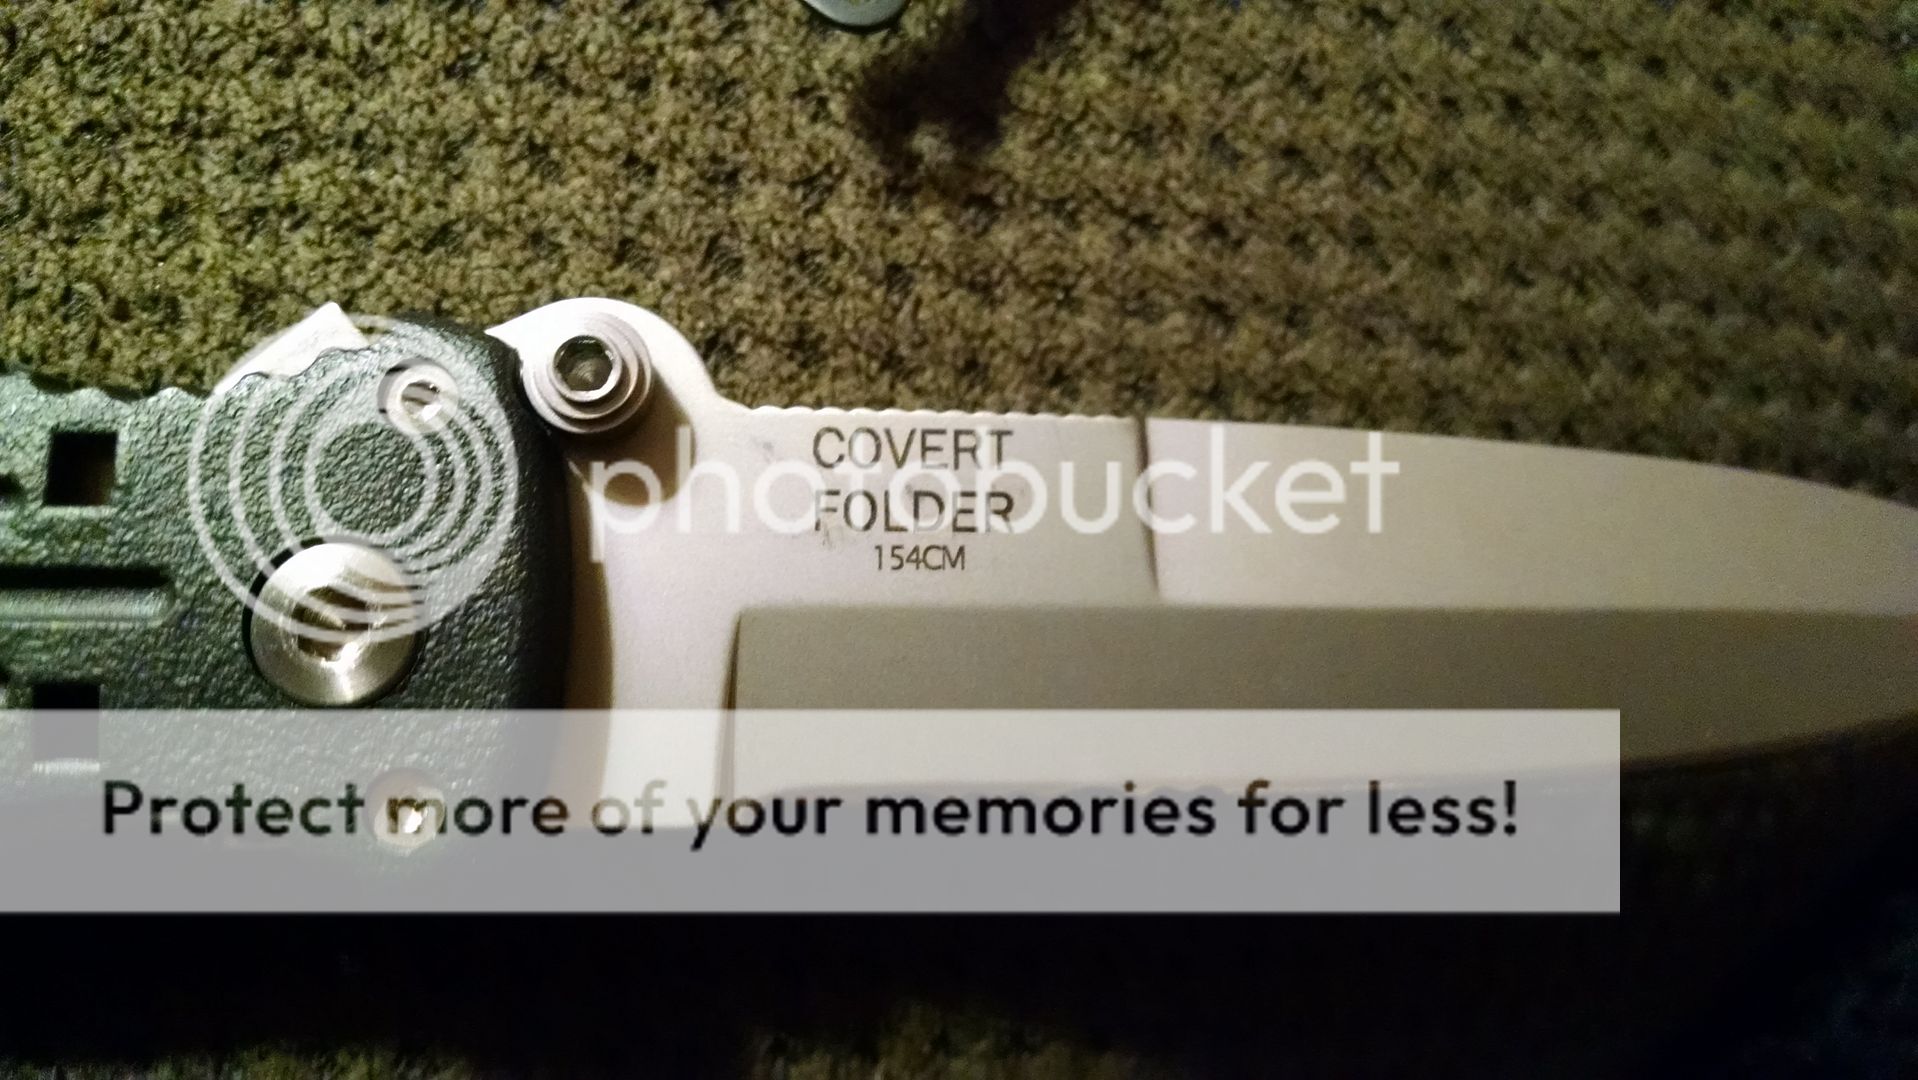 COVERT
FOLDER
154CM
photobucket
Protect more of your memories for less!